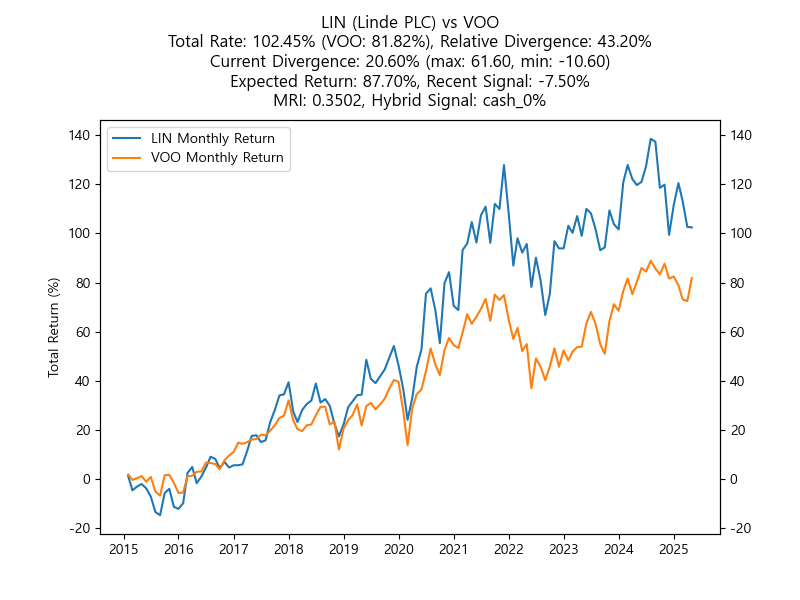 LIN (Linde PLC) vs VOO
Total Rate: 102.45% (VOO: 81.82%), Relative Divergence: 43.20%
Current Divergence: 20.60% (max: 61.60, min: -10.60)
Expected Return: 87.70%, Recent Signal: -7.50%
MRI: 0.3502, Hybrid Signal: cash_0%
LIN Monthly Return
VOO Monthly Return
Total Return (%)
140
120
100
80
60
40
20
0
-20
140
120
100
80
60
40
20
0
-20
2015 2016 2017 2018 2019 2020 2021 2022 2023 2024 2025